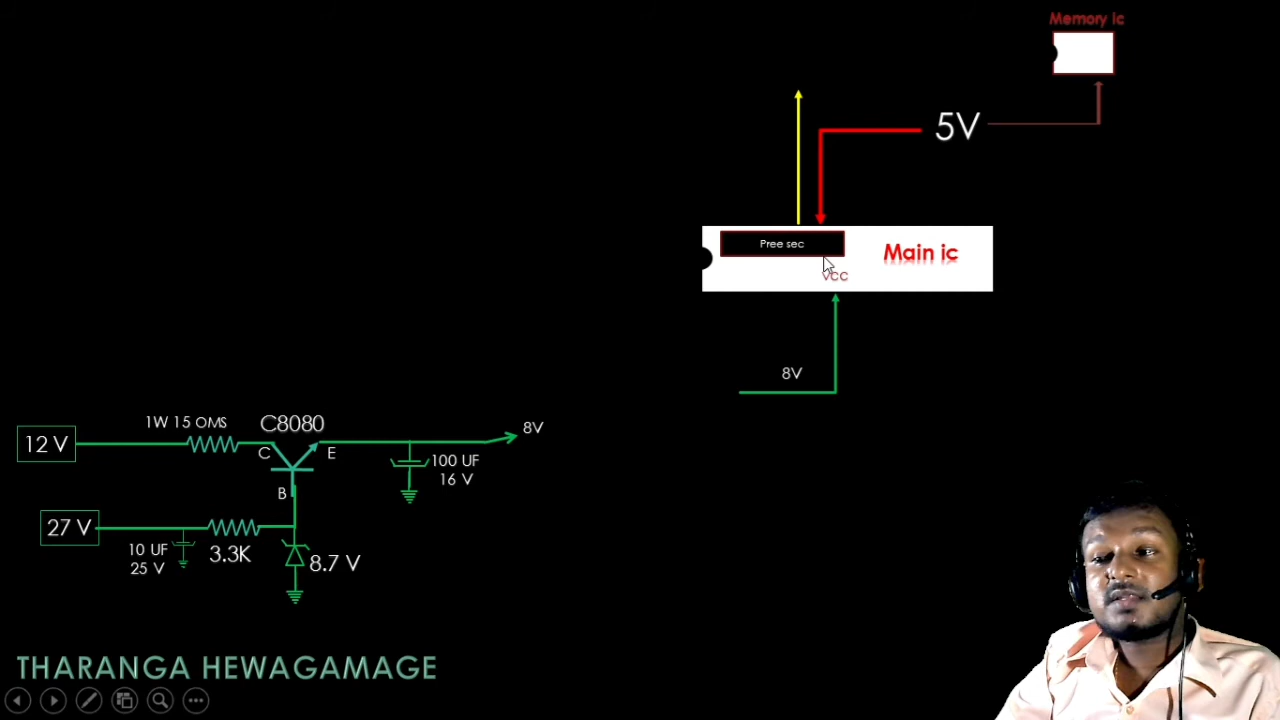 Memory ic
5V
Pree sec
Main ic
VCC
8V
1W 15 OMS
C8080
12 V
C
E
8V
100 UF
16 V
B
27 V
10 UF
25 V
3.3K
8.7 V
THARANGA HEWAGAMAGE